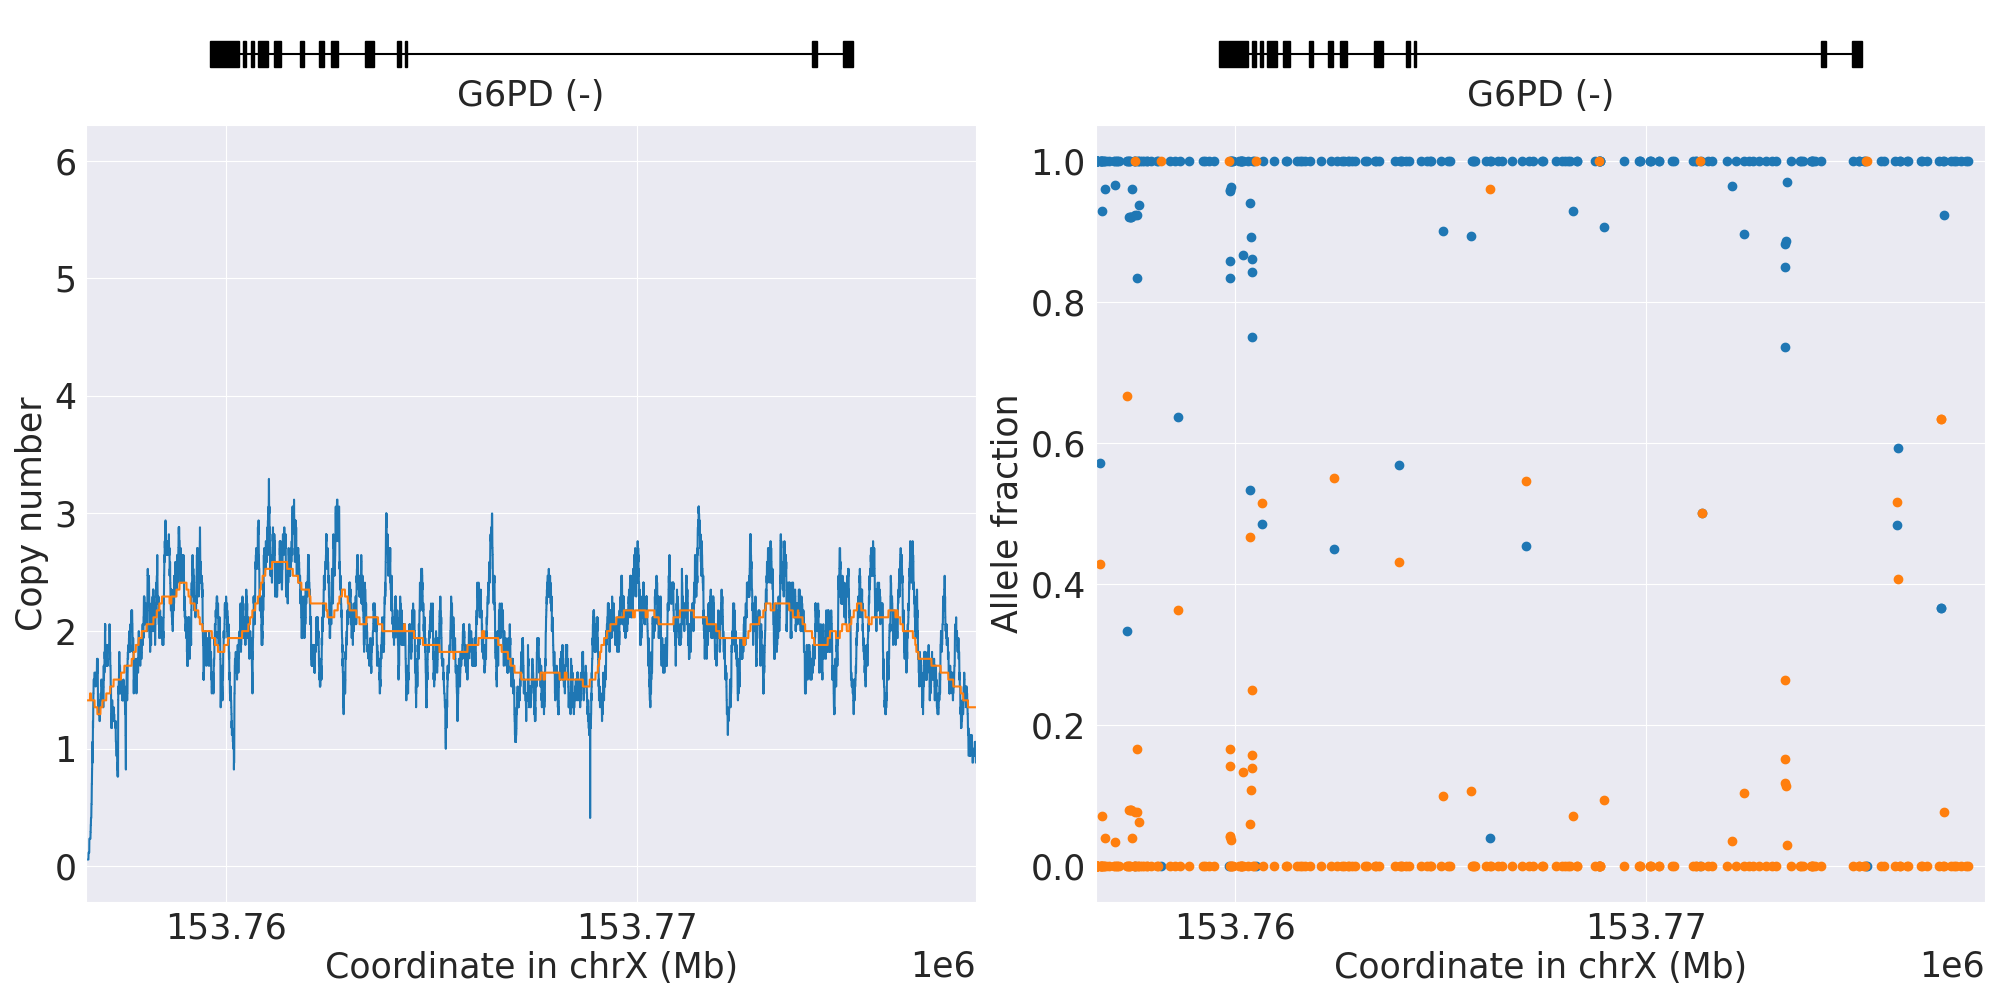 G6PD (-)
6
5
4
3
2
1
0
Copy number
153.76
153.77
Coordinate in chrX (Mb)
1e6
G6PD (-)
1.0
0.8
0.6
0.4
0.2
0.0
Allele fraction
153.76
153.77
Coordinate in chrX (Mb)
1e6